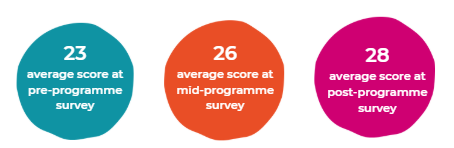 23
average score at
pre-programme
survey
26
average score at
mid-programme
survey
28
average score at
post-programme
survey